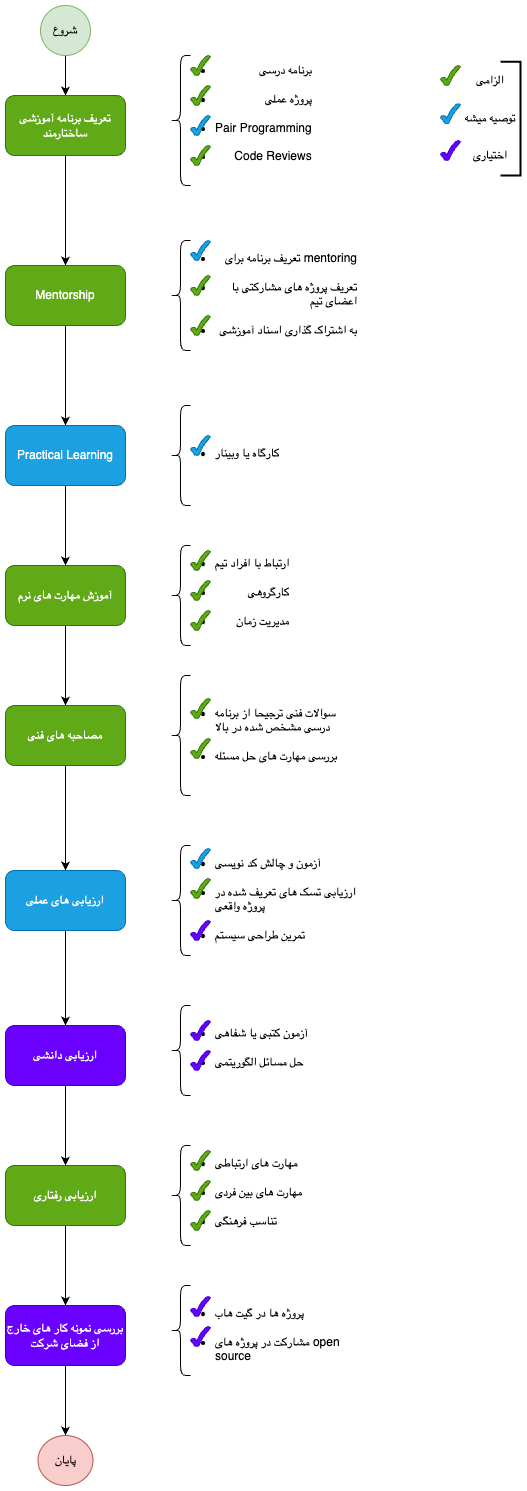 شروع
الزامی
توصیه میشه
اختیاری
تعریف برنامه آموزشی
ساختارمند
برنامه درسی
پروژه عملی
Pair Programming
Code Reviews
Mentorship
تعریف برنامه برای mentoring
تعریف پروژه های مشارکتی با
اعضای تیم
به اشتراک گذاری اسناد آموزشی
Practical Learning
کارگاه یا وبینار
آموزش مهارت های نرم
ارتباط با افراد تیم
کارگروهی
مدیریت زمان
مصاحبه های فنی
سوالات فنی ترجیحا از برنامه
درسی مشخص شده در بالا
بررسی مهارت های حل مسئله
ارزیابی های عملی
آزمون و چالش کد نویسی
ارزیابی تسک های تعریف شده در
پروژه واقعی
تمرین طراحی سیستم
ارزیابی دانشی
آزمون کتبی یا شفاهی
حل مسائل الگوریتمی
ارزیابی رفتاری
مهارت های ارتباطی
مهارت های بین فردی
تناسب فرهنگی
بررسی نمونه کار های خارج
از فضای شرکت
پروژه ها در گیت هاب
مشارکت در پروژه های open
source
پایان